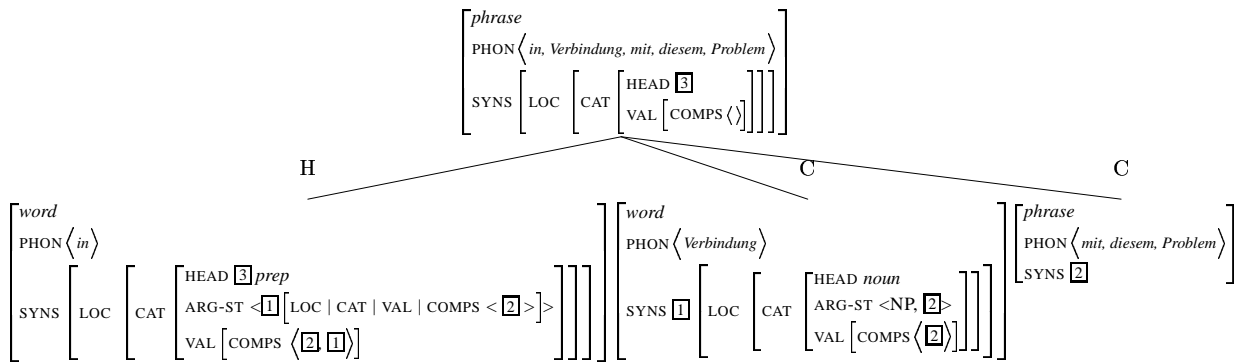 phrase
PHON ⟨ in, Verbindung, mit, diesem, Problem ⟩
HEAD 3
SYNS [ LOC [ CAT
VAL [ COMPS ⟨ ⟩ ] ] ] ]
H C C
word
PHON ⟨ in ⟩
HEAD 3 prep
SYNS [ LOC [ CAT
ARG-ST < 1 [ LOC | CAT | VAL | COMPS < 2 > ] >
VAL [ COMPS ⟨ 2, 1 ⟩ ]
word
PHON ⟨ Verbindung ⟩
HEAD noun
SYNS 1 [ LOC [ CAT
ARG-ST <NP, 2 >
VAL [ COMPS ⟨ 2 ⟩ ]
phrase
PHON ⟨ mit, diesem, Problem ⟩
SYNS 2